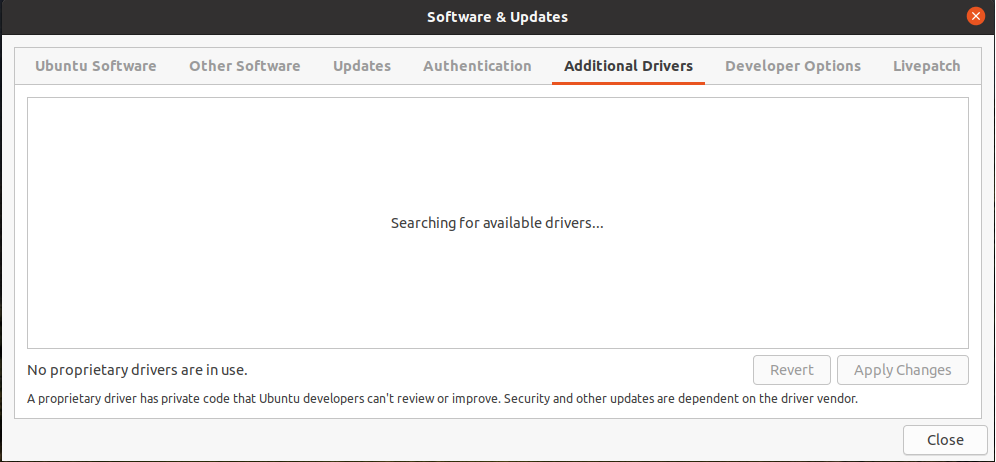 Software & Updates
Ubuntu Software Other Software Updates Authentication Additional Drivers Developer Options Livepatch
Searching for available drivers...
No proprietary drivers are in use. Revert Apply Changes
A proprietary driver has private code that Ubuntu developers can't review or improve. Security and other updates are dependent on the driver vendor.
Close